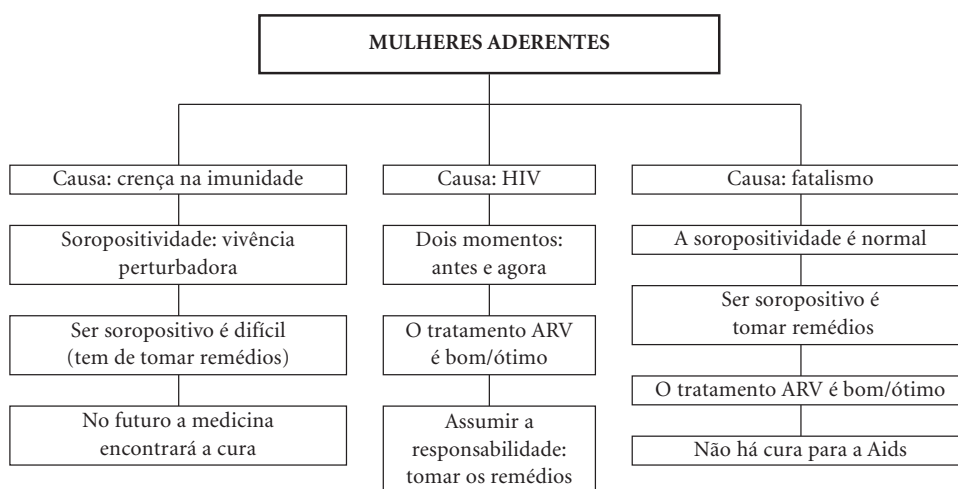 MULHERES ADERENTES
Causa: crença na imunidade
Soropositividade: vivência
perturbadora
Ser soropositivo é difícil
(tem de tomar remédios)
No futuro a medicina
encontrará a cura
Causa: HIV
Dois momentos:
antes e agora
O tratamento ARV
é bom/ótimo
Assumir a
responsabilidade:
tomar os remédios
Causa: fatalismo
A soropositividade é normal
Ser soropositivo é
tomar remédios
O tratamento ARV é bom/ótimo
Não há cura para a Aids